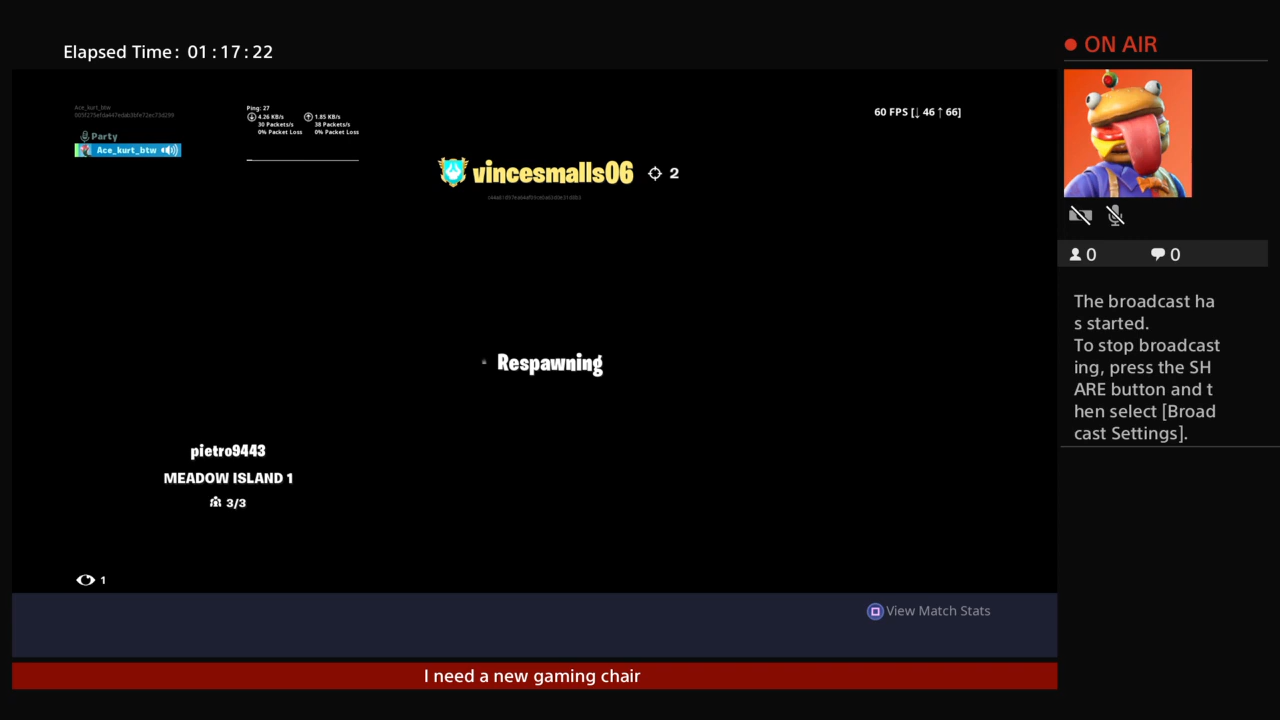 Elapsed Time: 01:17:22
ON AIR
Ace_kurt_btw
Ping: 27
4.26 KB/s 1.85 KB/s
30 Packets/s 38 Packets/s
0% Packet Loss 0% Packet Loss
60 FPS [↓ 46 ↑ 66]
Party
Ace_kurt_btw
vincesmalls06 2
0 0
The broadcast ha
s started.
To stop broadcast
ing, press the SH
ARE button and t
hen select [Broad
cast Settings].
Respawning
pietro9443
MEADOW ISLAND 1
3/3
1
View Match Stats
I need a new gaming chair